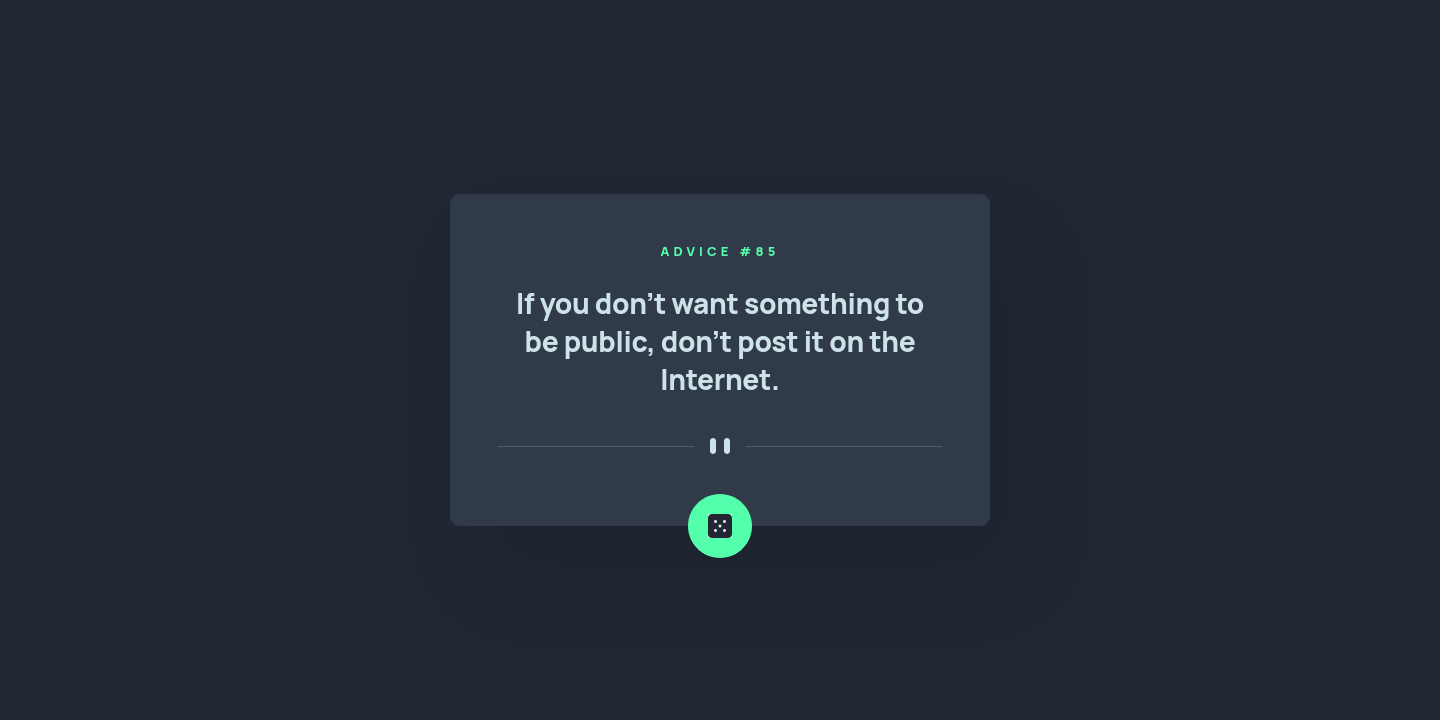 ADVICE #85
If you don't want something to
be public, don't post it on the
Internet.